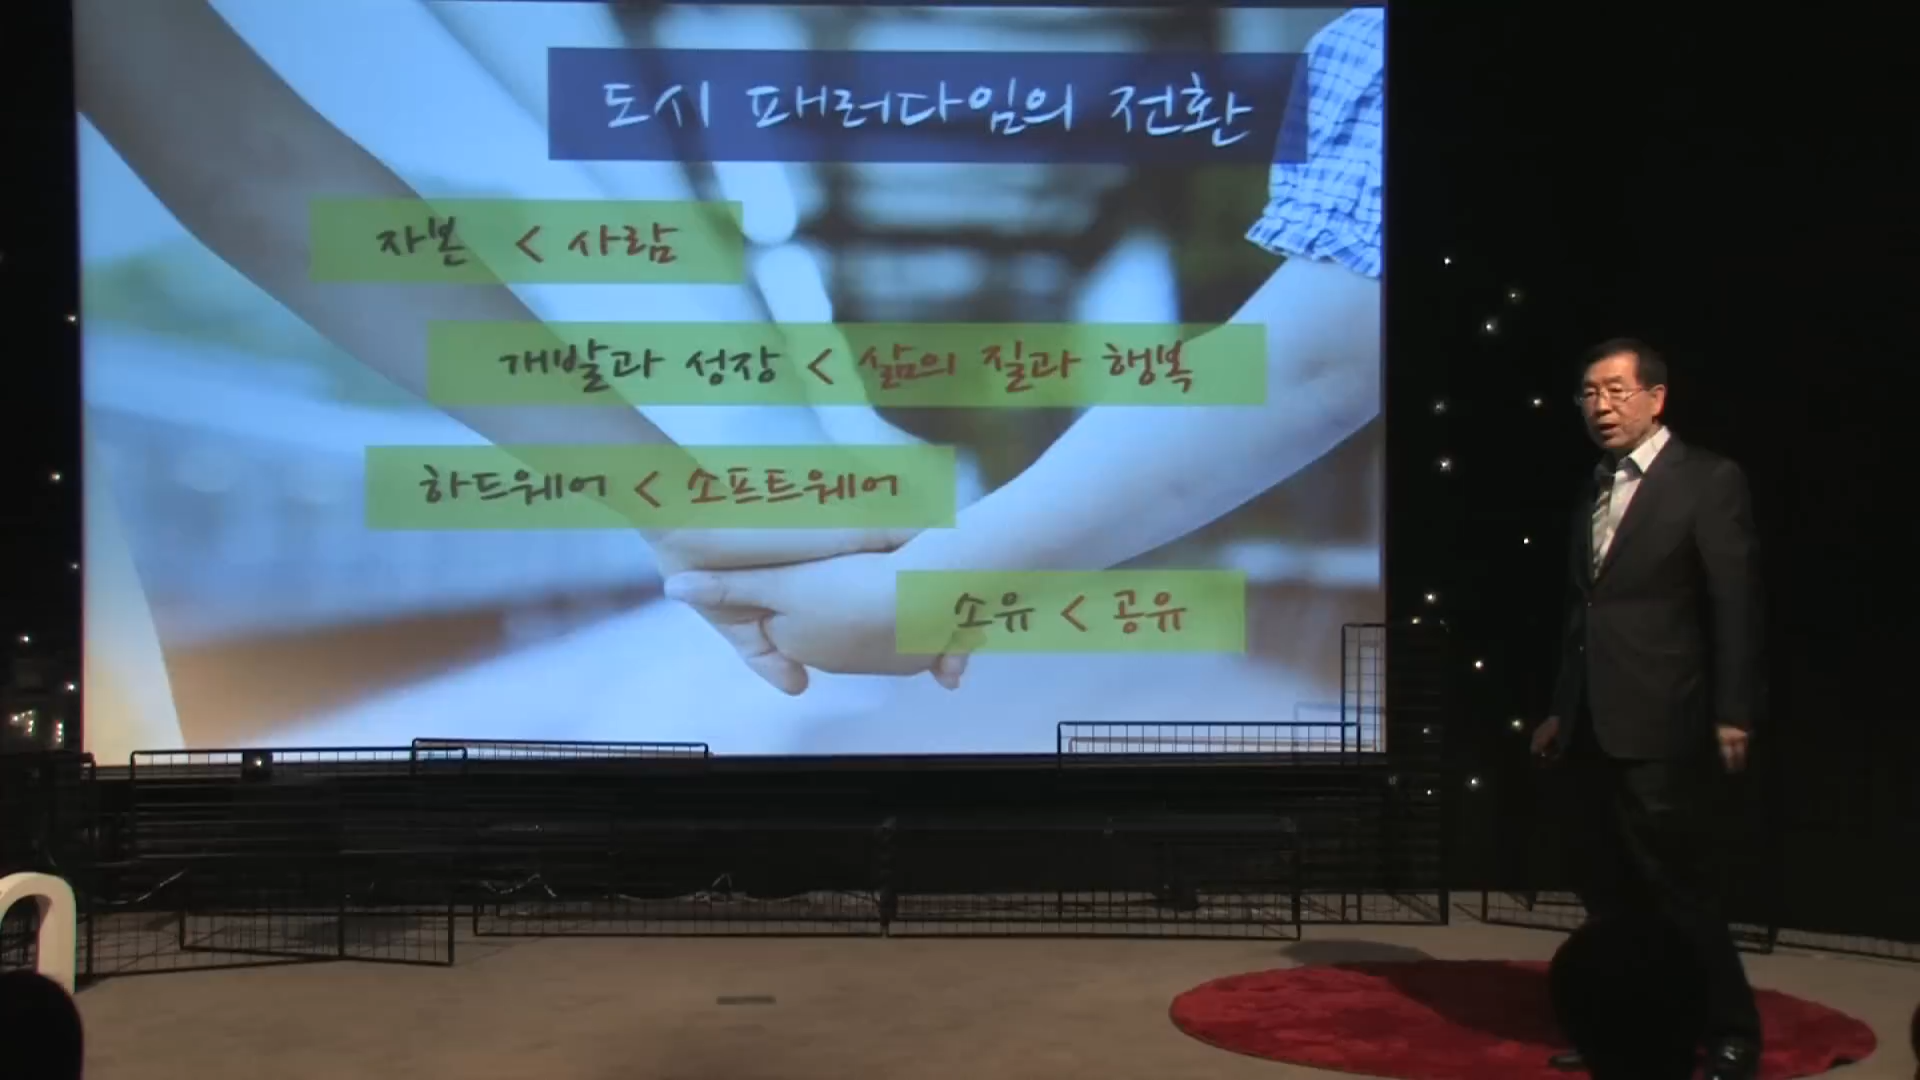 도시 패러다임의 전환
자본 < 사람
개발과 성장 < 삶의 질과 행복
하드웨어 < 소프트웨어
소유 < 공유